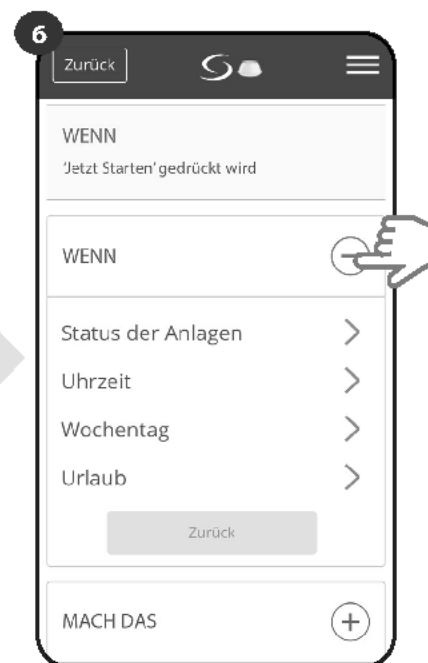 6
Zurück
WENN
'Jetzt Starten' gedrückt wird
WENN
Status der Anlagen
Uhrzeit
Wochentag
Urlaub
Zurück
MACH DAS